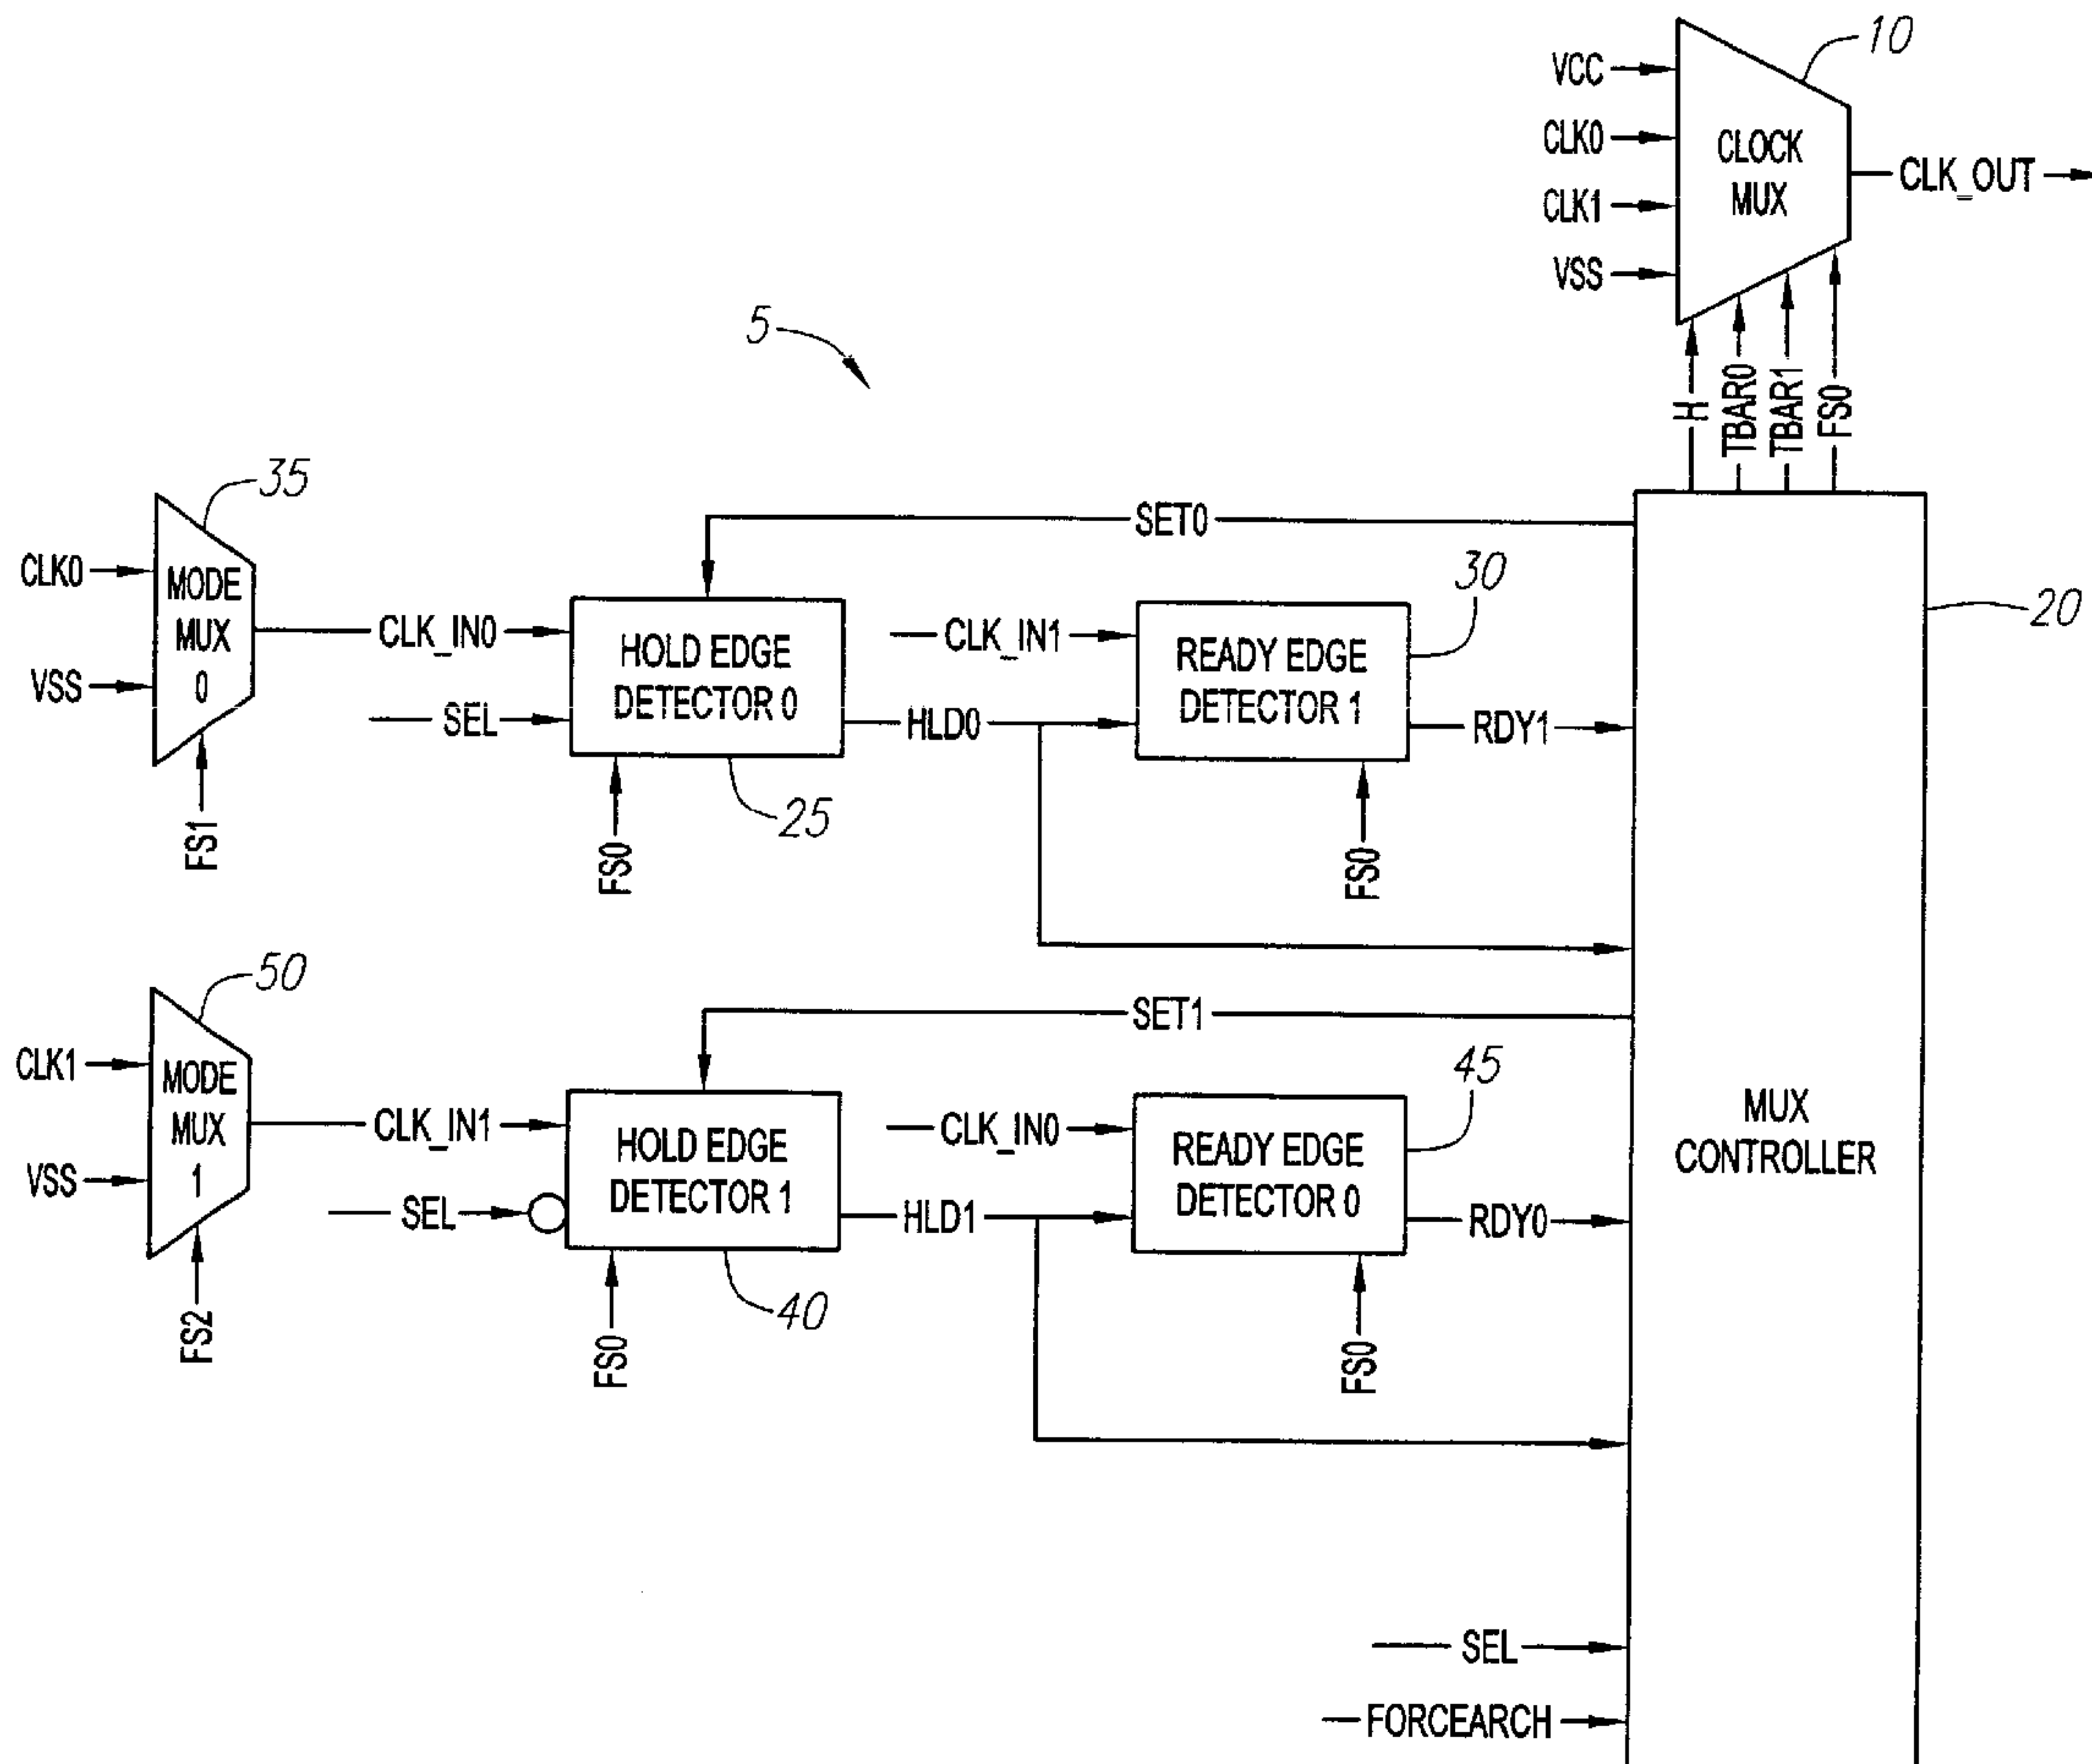 10
VCC
CLK0
CLK1
VSS
CLOCK
MUX
CLK_OUT
5
H
TBAR0
TBAR1
FS0
35
CLK0
VSS
MODE
MUX
0
FS1
CLK_IN0
SEL
SET0
HOLD EDGE
DETECTOR 0
25
FS0
HLD0
CLK_IN1
READY EDGE
DETECTOR 1
30
FS0
RDY1
20
50
CLK1
VSS
MODE
MUX
1
FS2
CLK_IN1
SEL
SET1
HOLD EDGE
DETECTOR 1
40
FS0
HLD1
CLK_IN0
READY EDGE
DETECTOR 0
45
FS0
RDY0
MUX
CONTROLLER
SEL
FORCEARCH